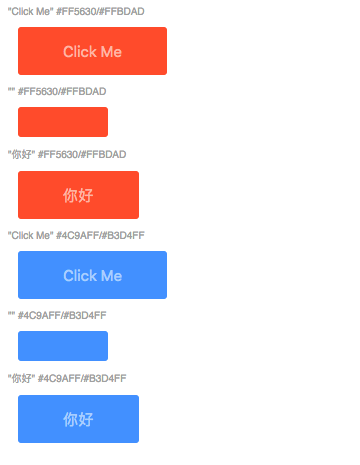 "Click Me" #FF5630/#FFBDAD
Click Me
"" #FF5630/#FFBDAD
"你好" #FF5630/#FFBDAD
你好
"Click Me" #4C9AFF/#B3D4FF
Click Me
"" #4C9AFF/#B3D4FF
"你好" #4C9AFF/#B3D4FF
你好